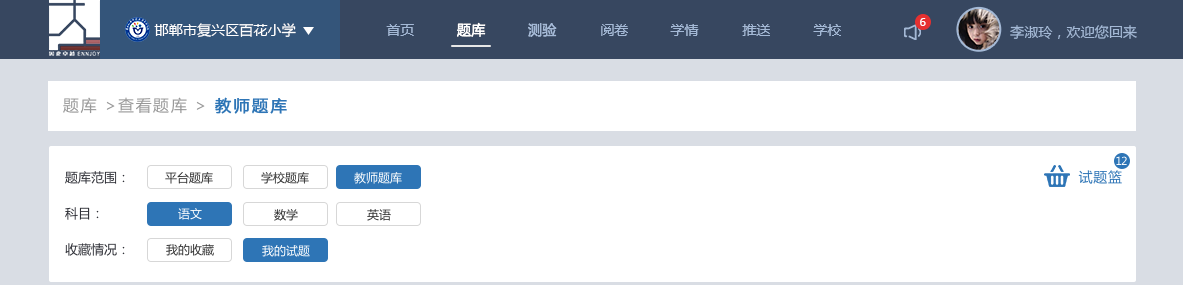 邯郸市复兴区百花小学 ▼ 首页 题库 测验 阅卷 学情 推送 学校 6 李淑玲，欢迎您回来
ENNJOY
题库 >查看题库 > 教师题库
题库范围： 平台题库 学校题库 教师题库 12 试题篮
科目： 语文 数学 英语
收藏情况： 我的收藏 我的试题